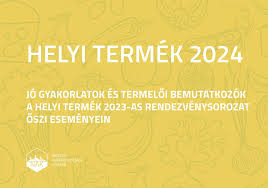 HELYI TERMÉK 2024
JÓ GYAKORLATOK ÉS TERMELŐI BEMUTATKOZÓK
A HELYI TERMÉK 2023-AS RENDEZVÉNYSOROZAT
ŐSZI ESEMÉNYEIN